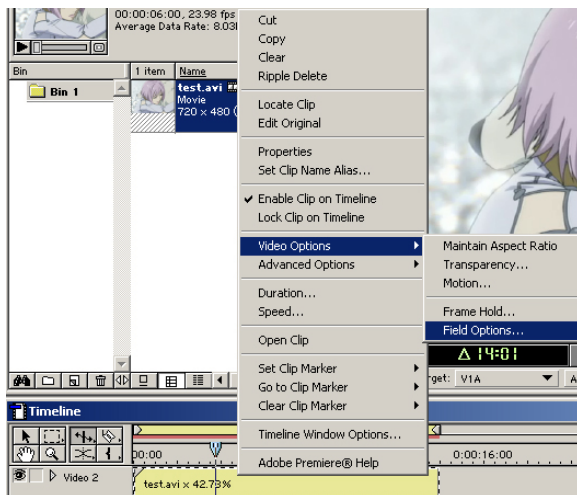 00:00:06:00, 23.98 fps
Average Data Rate: 8.03
Bin
1 item
Name
Bin 1
test.avi
Movie
720 x 480 (
Cut
Copy
Clear
Ripple Delete
Locate Clip
Edit Original
Properties
Set Clip Name Alias...
Enable Clip on Timeline
Lock Clip on Timeline
Video Options
Advanced Options
Duration...
Speed...
Open Clip
Set Clip Marker
Go to Clip Marker
Clear Clip Marker
Timeline Window Options...
Adobe Premiere® Help
Maintain Aspect Ratio
Transparency...
Motion...
Frame Hold...
Field Options...
Δ 14:01
rget: V1A
A
Timeline
00:00
0:00:16:00
Video 2
test.avi x 42.73%